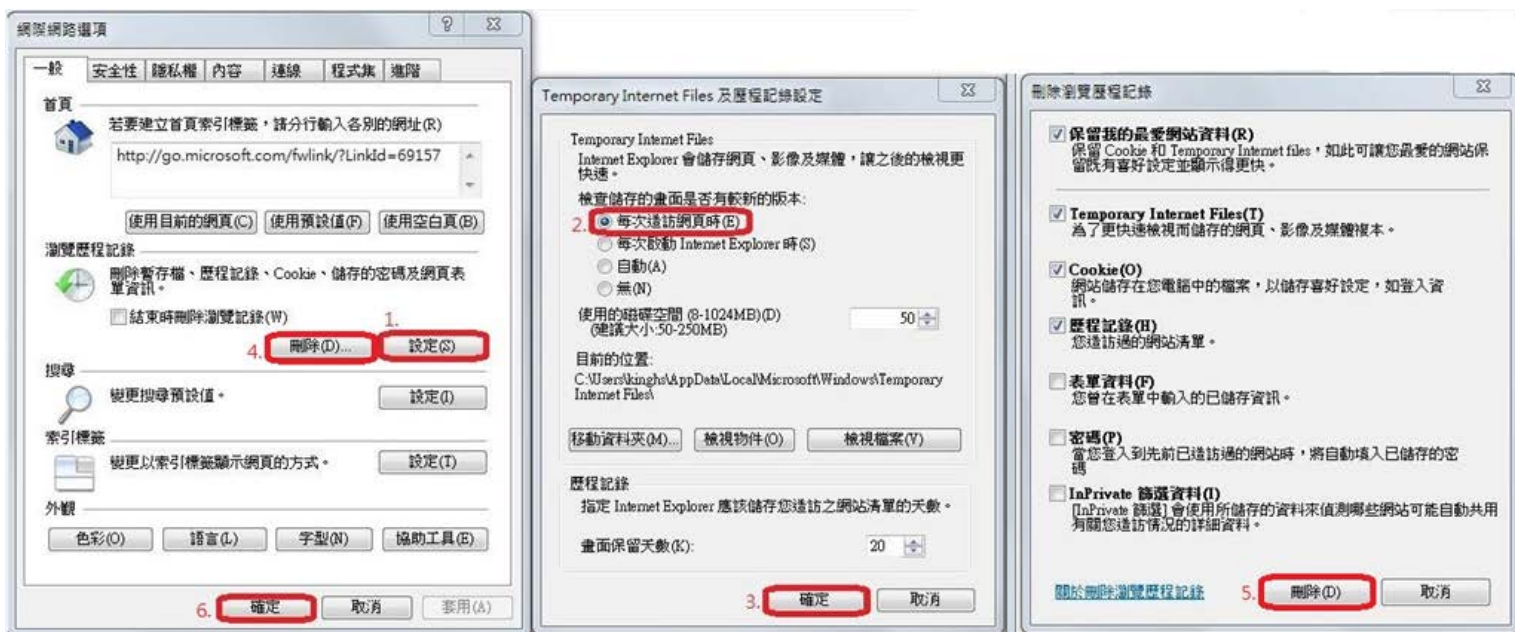 網際網路選項
一般 安全性 隱私權 內容 連線 程式集 進階
首頁
若要建立首頁索引標籤，請分行輸入各別的網址(R)
http://go.microsoft.com/fwlink/?LinkId=69157
使用目前的網頁(C) 使用預設值(F) 使用空白頁(B)
瀏覽歷程記錄
刪除暫存檔、歷程記錄、Cookie、儲存的密碼及網頁表
單資訊。
結束時刪除瀏覽記錄(W)
1.
4. 刪除(D)... 設定(S)
搜尋
變更搜尋預設值。 設定(I)
索引標籤
變更以索引標籤顯示網頁的方式。 設定(T)
外觀
色彩(O) 語言(L) 字型(N) 協助工具(E)
6. 確定 取消 套用(A)
Temporary Internet Files 及歷程記錄設定
Temporary Internet Files
Internet Explorer 會儲存網頁、影像及媒體，讓之後的檢視更
快速。
檢查儲存的畫面是否有較新的版本:
2. 每次造訪網頁時(E)
每次啟動 Internet Explorer 時(S)
自動(A)
無(N)
使用的磁碟空間 (8-1024MB)(D) 50
(建議大小:50-250MB)
目前的位置:
C:\Users\kinghs\AppData\Local\Microsoft\Windows\Temporary
Internet Files\
移動資料夾(M)... 檢視物件(O) 檢視檔案(V)
歷程記錄
指定 Internet Explorer 應該儲存您造訪之網站清單的天數。
畫面保留天數(K): 20
3. 確定 取消
刪除瀏覽歷程記錄
保留我的最愛網站資料(R)
保留 Cookie 和 Temporary Internet files，如此可讓您最愛的網站保
留既有喜好設定並顯示得更快。
Temporary Internet Files(T)
為了更快速檢視而儲存的網頁、影像及媒體複本。
Cookie(O)
網站儲存在您電腦中的檔案，以儲存喜好設定，如登入資
訊。
歷程記錄(H)
您造訪過的網站清單。
表單資料(F)
您曾在表單中輸入的已儲存資訊。
密碼(P)
當您登入到先前已造訪過的網站時，將自動填入已儲存的密
碼
InPrivate 篩選資料(I)
[InPrivate 篩選] 會使用所儲存的資料來偵測哪些網站可能自動共用
有關您造訪情況的詳細資料。
關於刪除瀏覽歷程記錄 5. 刪除(D) 取消